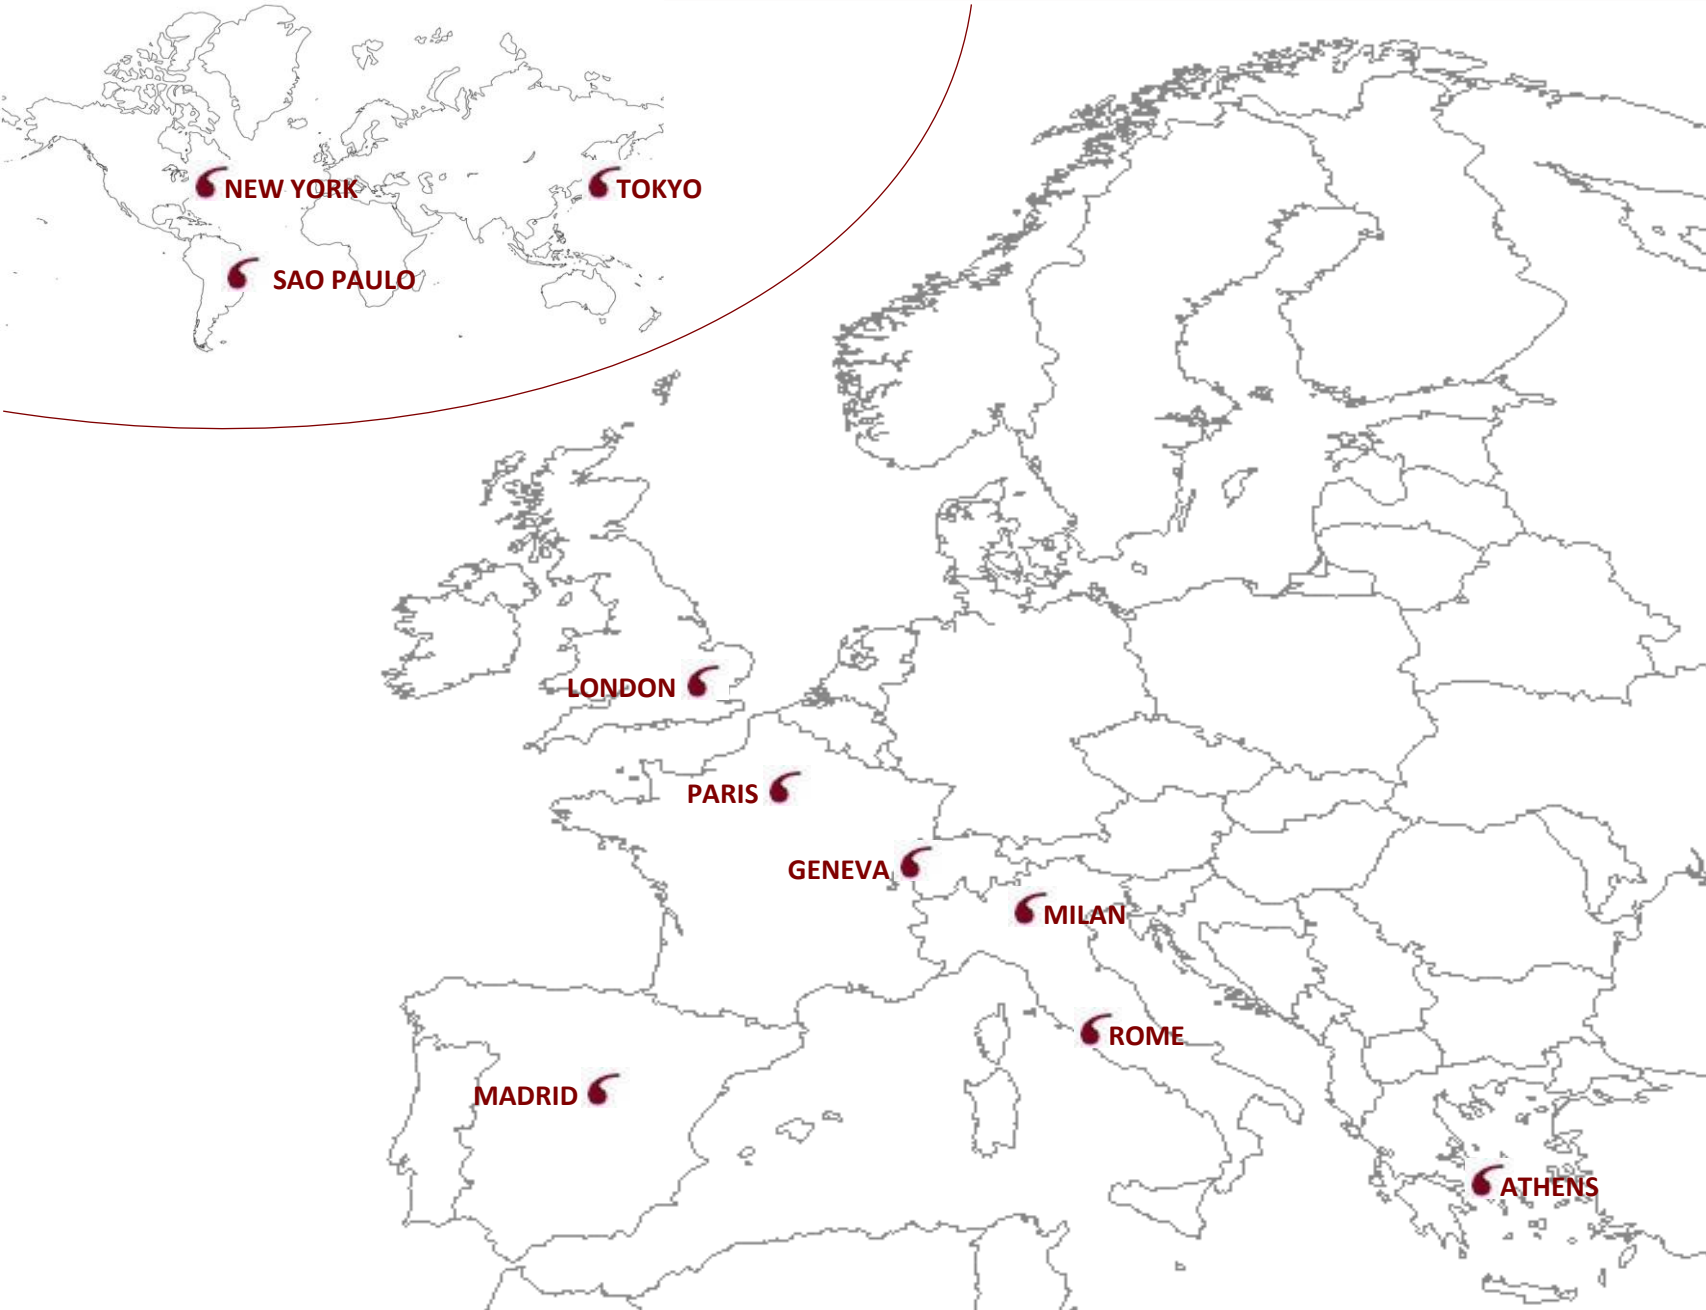 NEW YORK
TOKYO
SAO PAULO
LONDON
PARIS
GENEVA
MILAN
ROME
MADRID
ATHENS